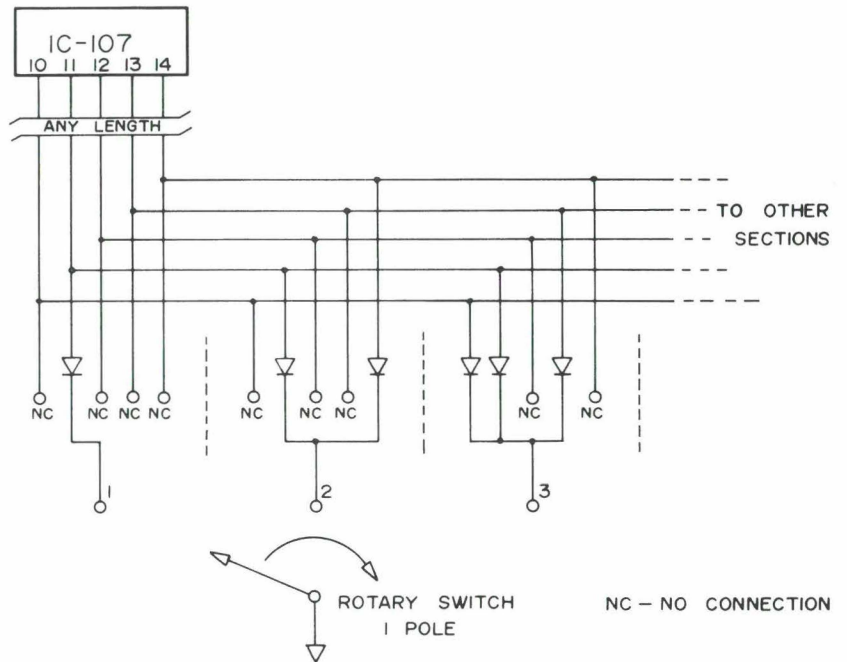 IC-107
10 11 12 13 14
ANY LENGTH
TO OTHER
SECTIONS
NC NC NC NC NC NC NC NC NC
1 2 3
ROTARY SWITCH
1 POLE
NC – NO CONNECTION